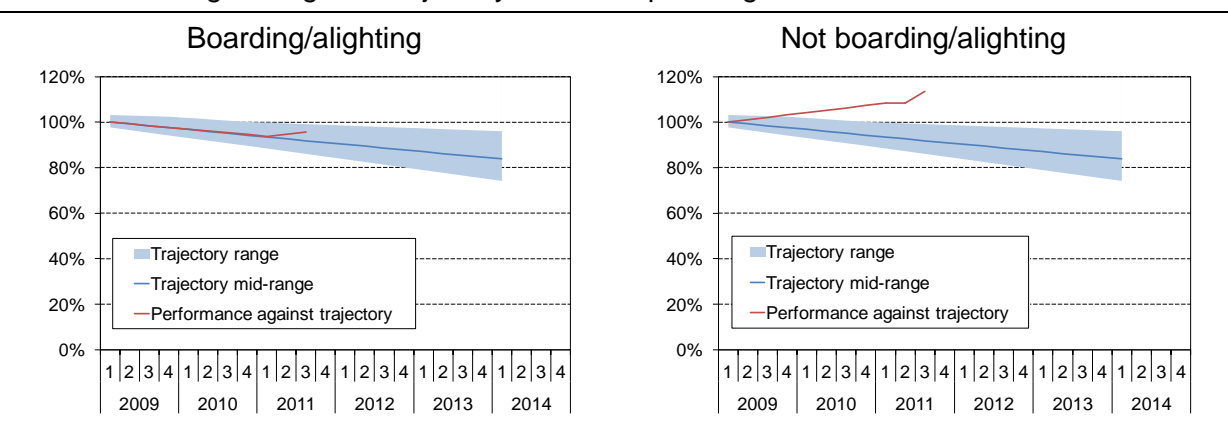 Boarding/alighting
120%
100%
80%
60%
40%
20%
0%
Trajectory range
Trajectory mid-range
Performance against trajectory
1 2 3 4 1 2 3 4 1 2 3 4 1 2 3 4 1 2 3 4 1 2 3 4
2009 2010 2011 2012 2013 2014
Not boarding/alighting
120%
100%
80%
60%
40%
20%
0%
Trajectory range
Trajectory mid-range
Performance against trajectory
1 2 3 4 1 2 3 4 1 2 3 4 1 2 3 4 1 2 3 4 1 2 3 4
2009 2010 2011 2012 2013 2014